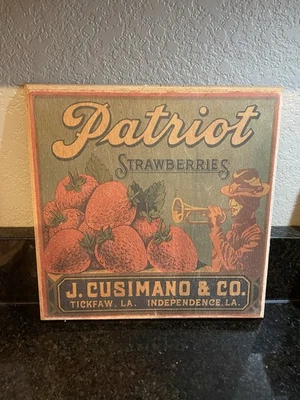 Patriot
STRAWBERRIES
J. CUSIMANO & CO.
TICKFAW, LA. INDEPENDENCE, LA.